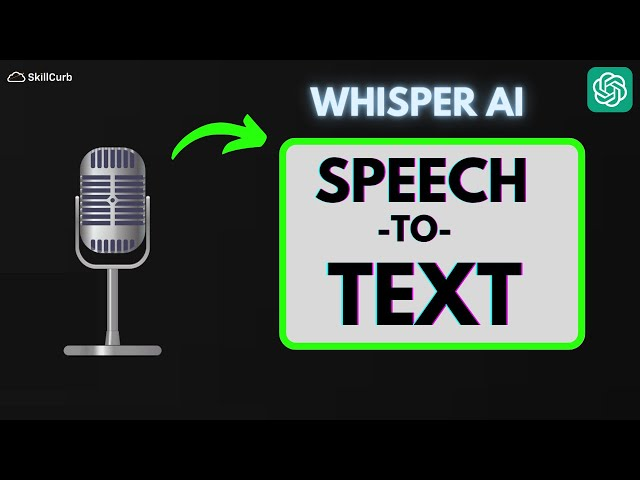 SkillCurb
WHISPER AI
SPEECH
-TO-
TEXT